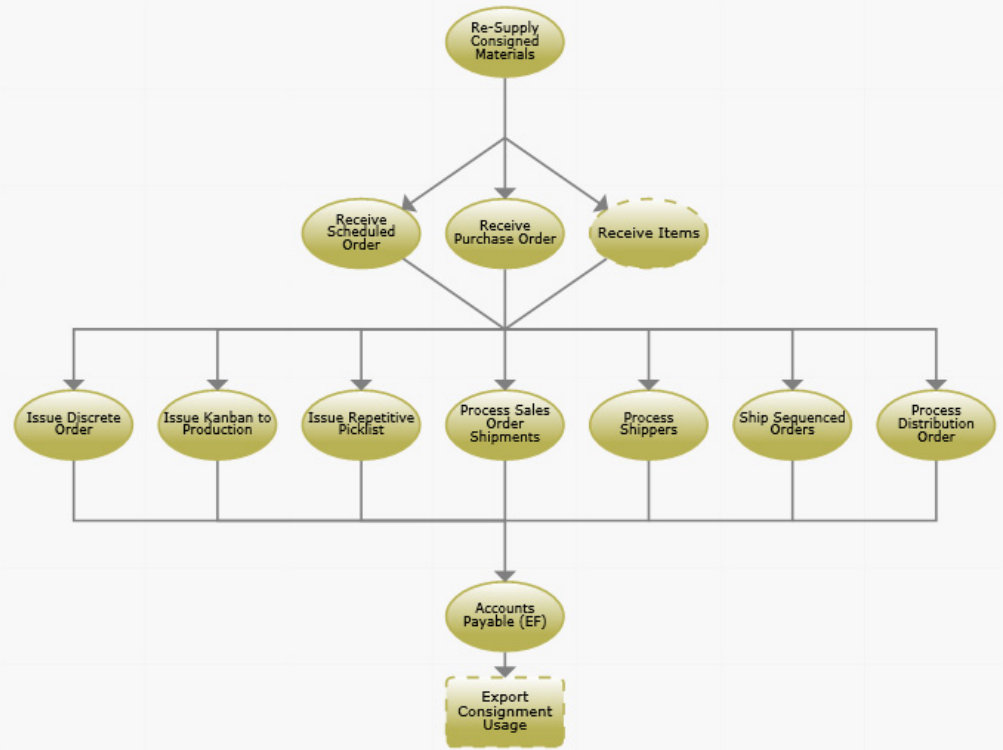 Re-Supply
Consigned
Materials
Receive
Scheduled
Order
Receive
Purchase Order
Receive Items
Issue Discrete
Order
Issue Kanban to
Production
Issue Repetitive
Picklist
Process Sales
Order
Shipments
Process
Shippers
Ship Sequenced
Orders
Process
Distribution
Order
Accounts
Payable (EF)
Export
Consignment
Usage